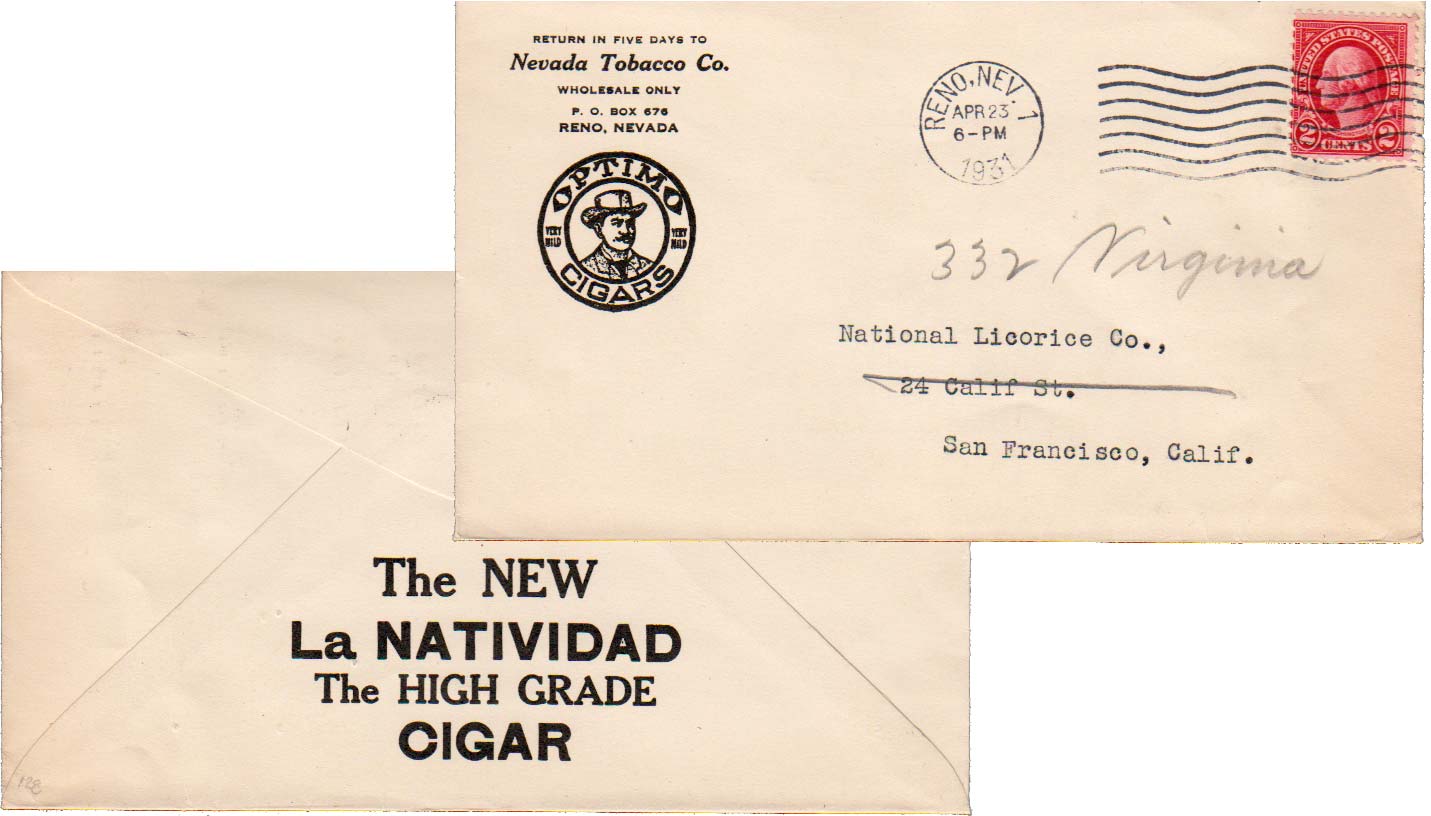 RETURN IN FIVE DAYS TO
Nevada Tobacco Co.
WHOLESALE ONLY
P. O. BOX 676
RENO, NEVADA
OPTIMO
VERY MILD
VERY MILD
CIGARS
RENO, NEV. 1
APR 23
6-PM
1931
UNITED STATES POSTAGE
2 CENTS 2
332 Virginia
National Licorice Co.,
24 Calif St.
San Francisco, Calif.
The NEW
La NATIVIDAD
The HIGH GRADE
CIGAR